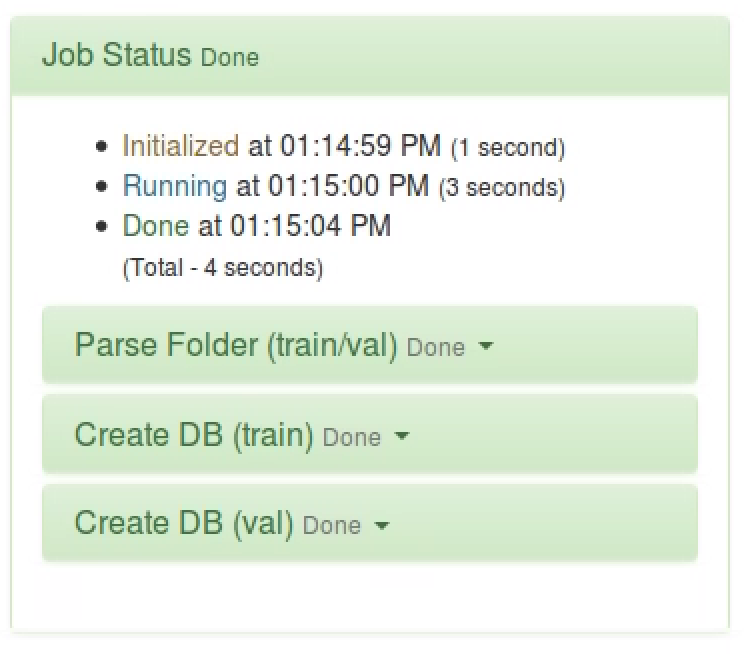 Job Status Done
Initialized at 01:14:59 PM (1 second)
Running at 01:15:00 PM (3 seconds)
Done at 01:15:04 PM
(Total - 4 seconds)
Parse Folder (train/val) Done
Create DB (train) Done
Create DB (val) Done